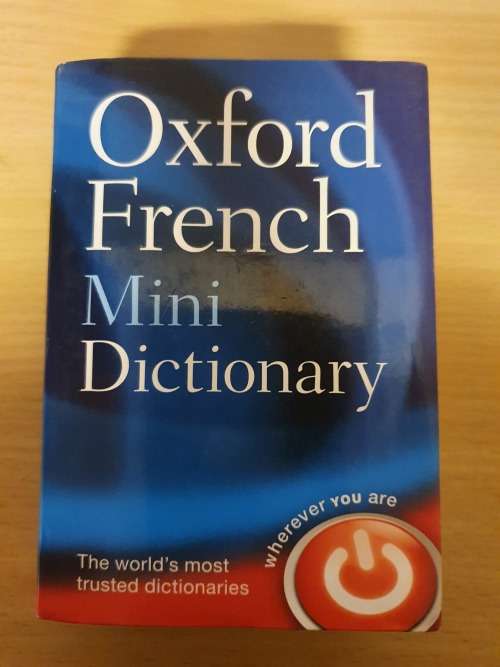 Oxford
French
Mini
Dictionary
wherever YOU are
The world's most
trusted dictionaries